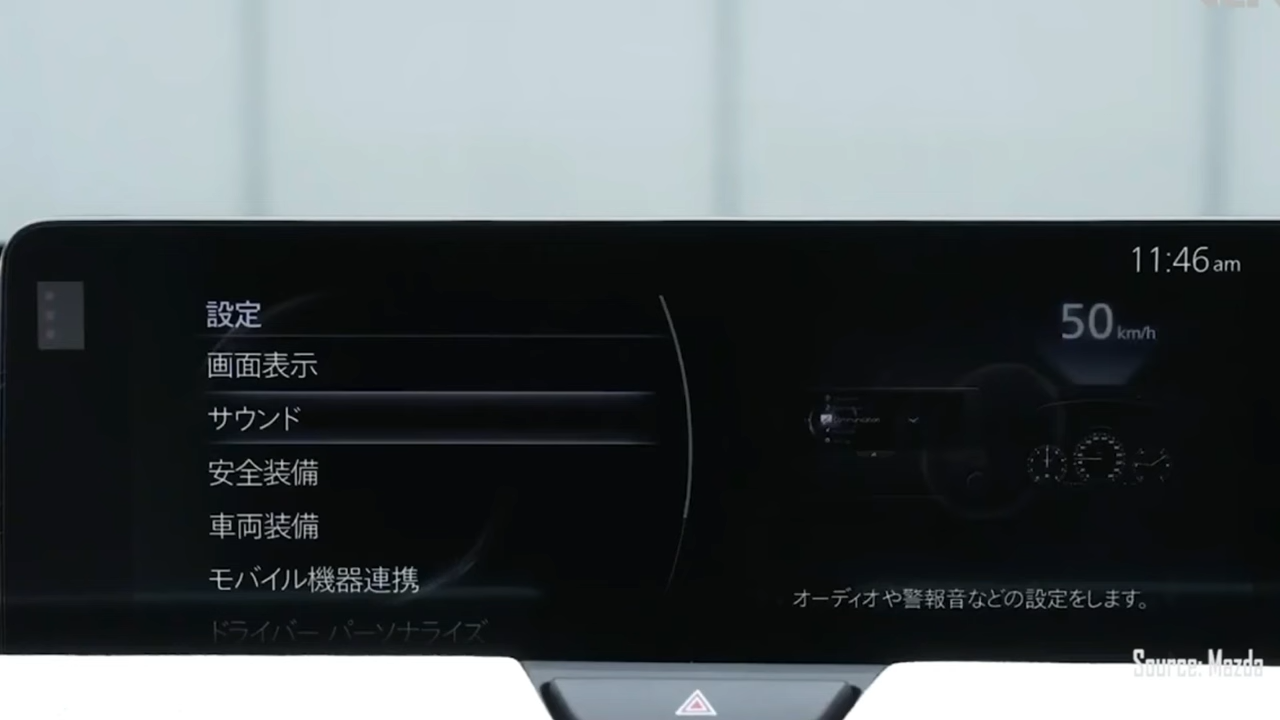 11:46 am
設定
画面表示
サウンド
安全装備
車両装備
モバイル機器連携
ドライバー パーソナライズ
50 km/h
オーディオや警報音などの設定をします。
Source: Mazda